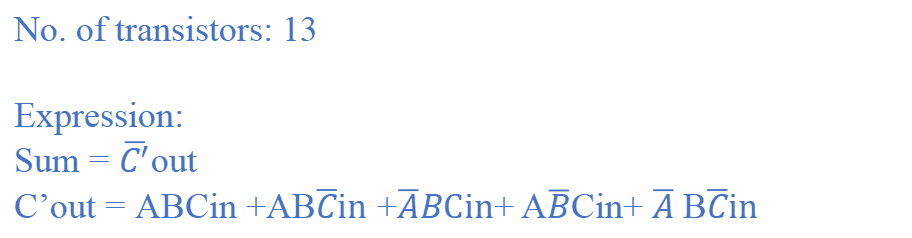 No. of transistors: 13
Expression:
Sum = C̅'out
C’out = ABCin +ABC̅in +A̅BCin+ AB̅Cin+ A̅ BC̅in